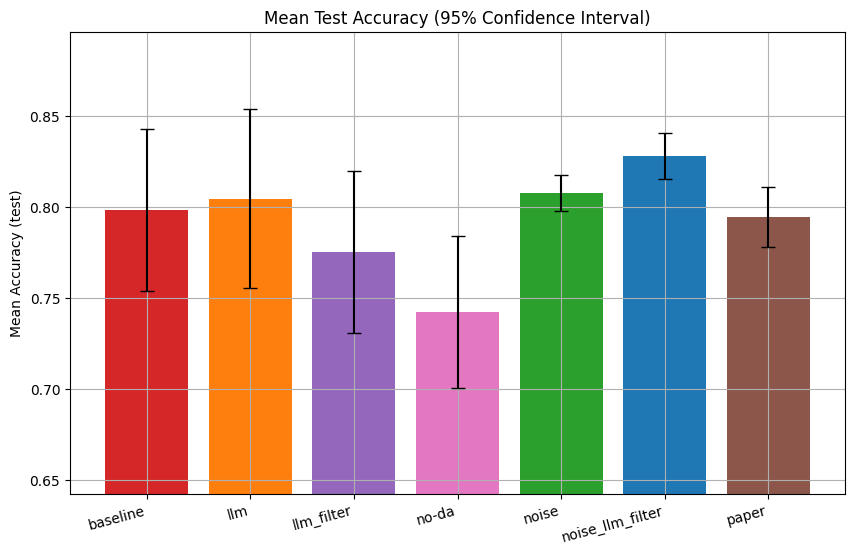 Mean Test Accuracy (95% Confidence Interval)
Mean Accuracy (test)
0.85
0.80
0.75
0.70
0.65
baseline
llm
llm_filter
no-da
noise
noise_llm_filter
paper